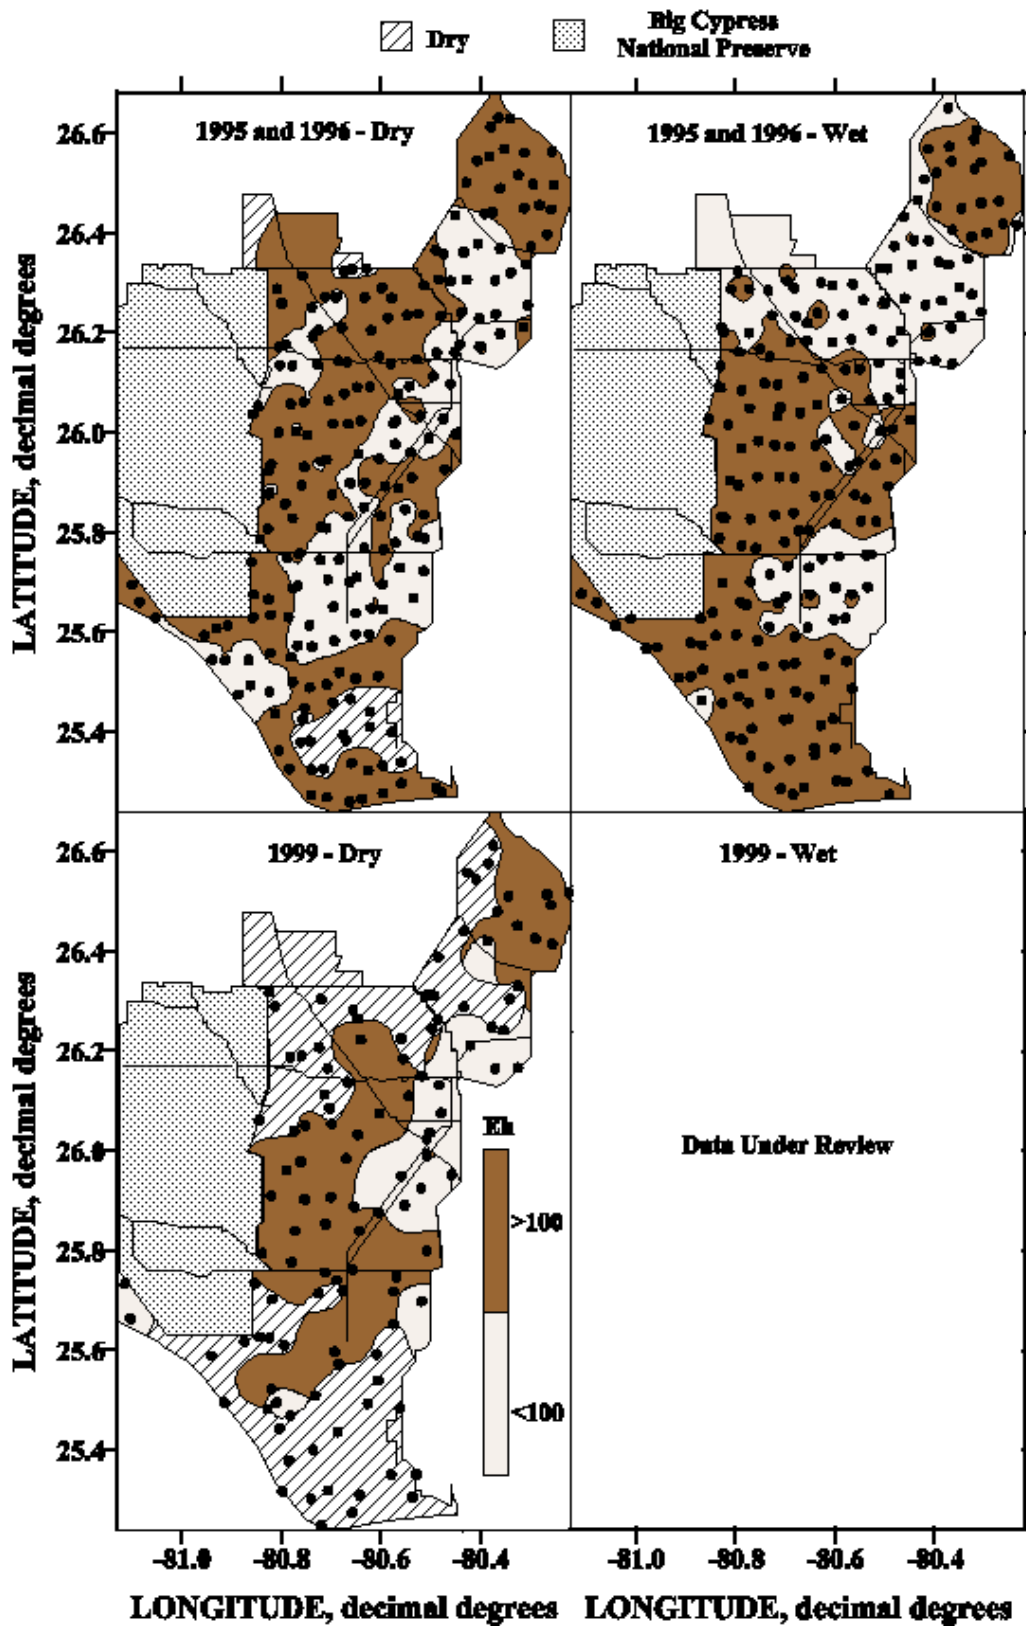 Dry
Big Cypress
National Preserve
1995 and 1996 - Dry
1995 and 1996 - Wet
26.6
26.4
26.2
26.0
25.8
25.6
25.4
LATITUDE, decimal degrees
1999 - Dry
1999 - Wet
26.6
26.4
26.2
26.0
25.8
25.6
25.4
LATITUDE, decimal degrees
Eh
>100
<100
Data Under Review
-81.0 -80.8 -80.6 -80.4
-81.0 -80.8 -80.6 -80.4
LONGITUDE, decimal degrees
LONGITUDE, decimal degrees